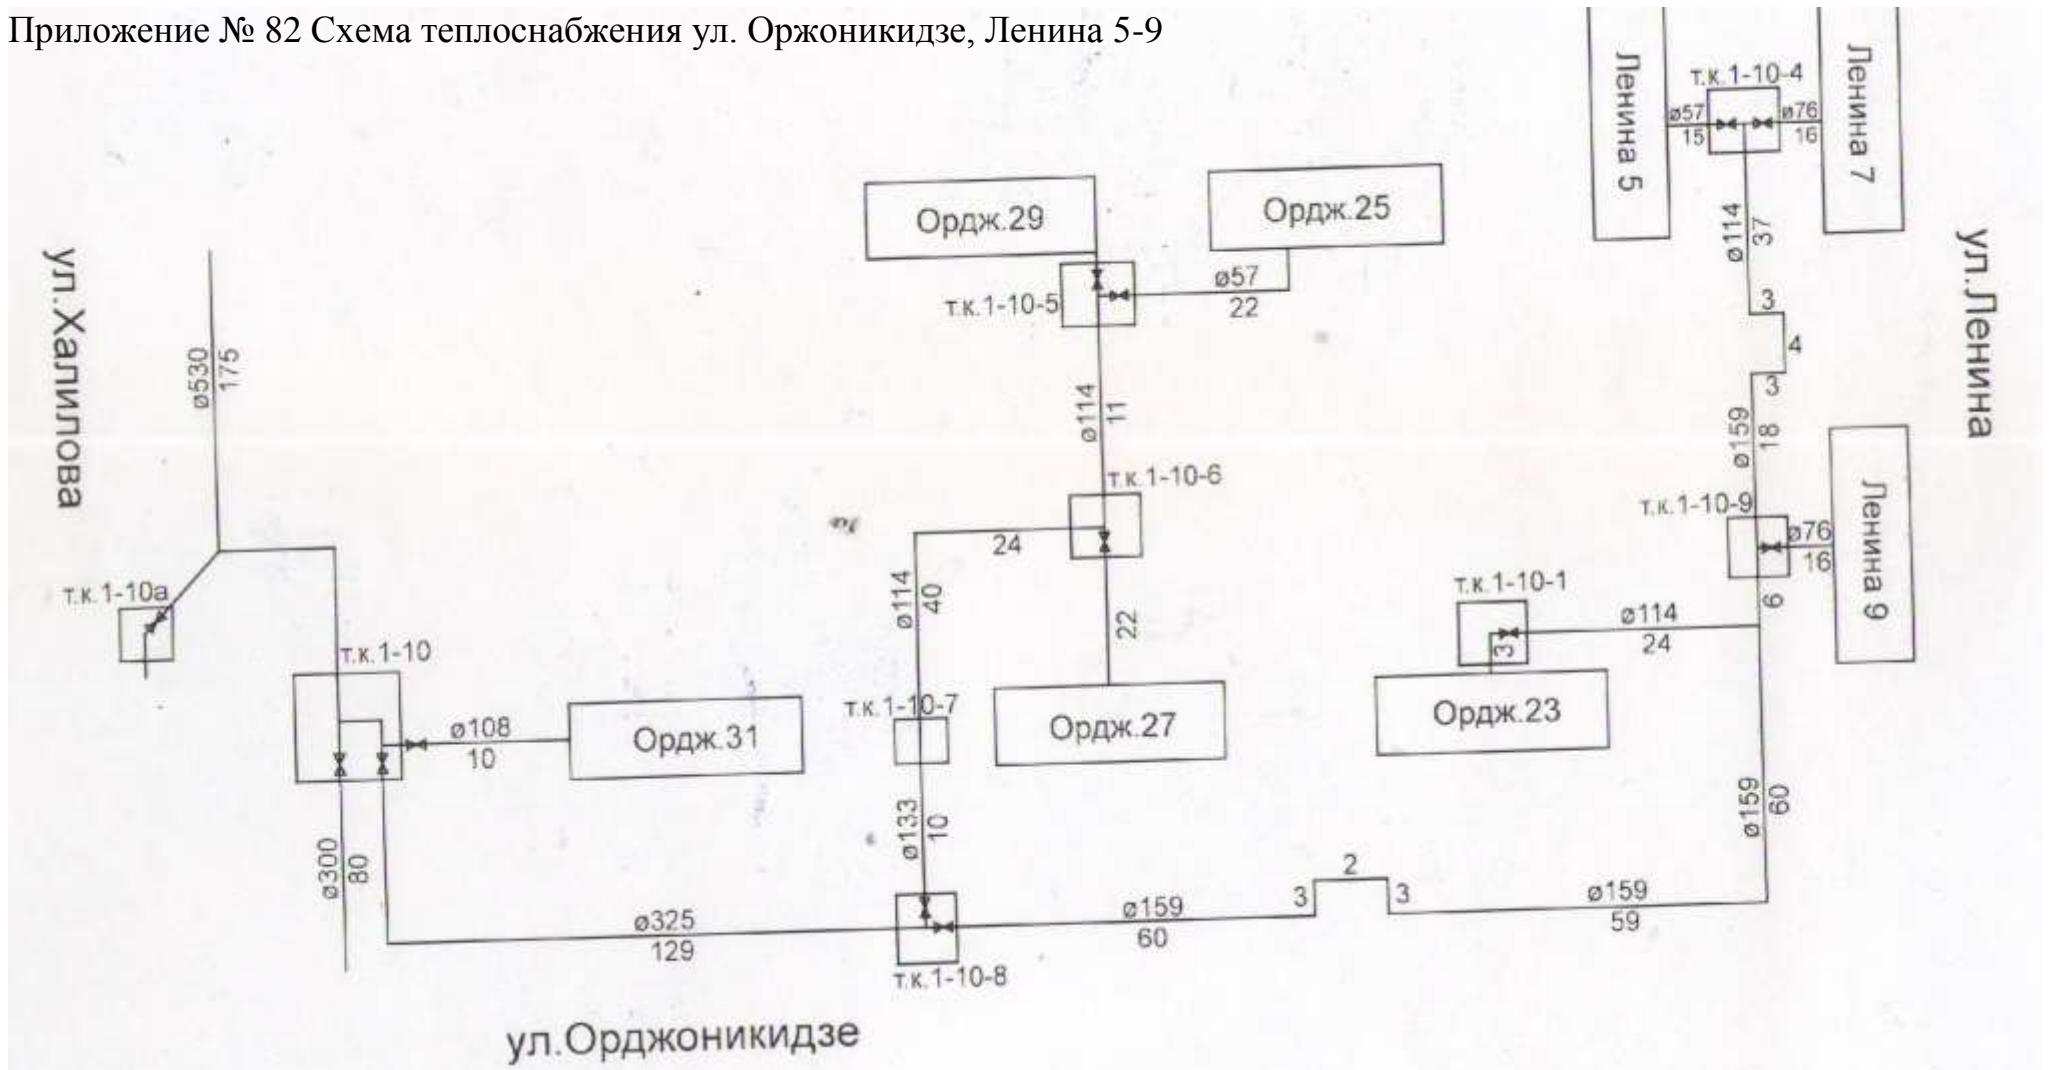 Приложение № 82 Схема теплоснабжения ул. Оржоникидзе, Ленина 5-9
ул.Халилова
ø530
175
т.к.1-10а
т.к.1-10
ø108
10
Ордж.31
ø300
80
ø325
129
Ордж.29
Ордж.25
т.к.1-10-5
ø57
22
ø114
11
т.к.1-10-6
24
ø114
40
22
т.к.1-10-7
Ордж.27
ø133
10
т.к.1-10-8
ø159
60
3
2
3
ø159
59
ø159
60
т.к.1-10-1
3
Ордж.23
ø114
24
6
т.к.1-10-9
ø76
16
Ленина 9
ø159
18
3
4
3
ø114
37
т.к.1-10-4
ø57
15
ø76
16
Ленина 5
Ленина 7
ул.Ленина
ул.Орджоникидзе